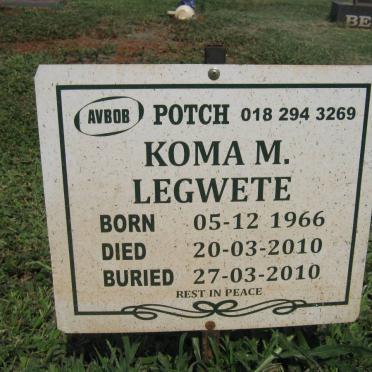 BE
AVBOB POTCH 018 294 3269
KOMA M.
LEGWETE
BORN 05-12 1966
DIED 20-03-2010
BURIED 27-03-2010
REST IN PEACE